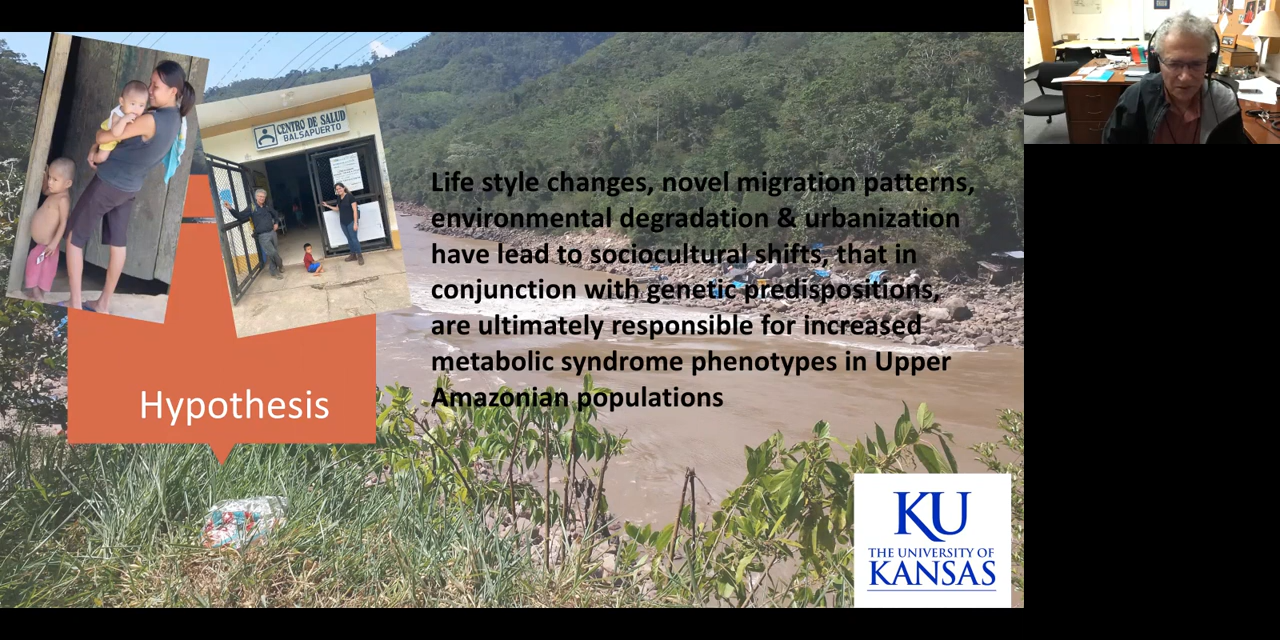 CENTRO DE SALUD
BALSAPUERTO
Life style changes, novel migration patterns,
environmental degradation & urbanization
have lead to sociocultural shifts, that in
conjunction with genetic predispositions,
are ultimately responsible for increased
metabolic syndrome phenotypes in Upper
Amazonian populations
Hypothesis
KU
THE UNIVERSITY OF
KANSAS